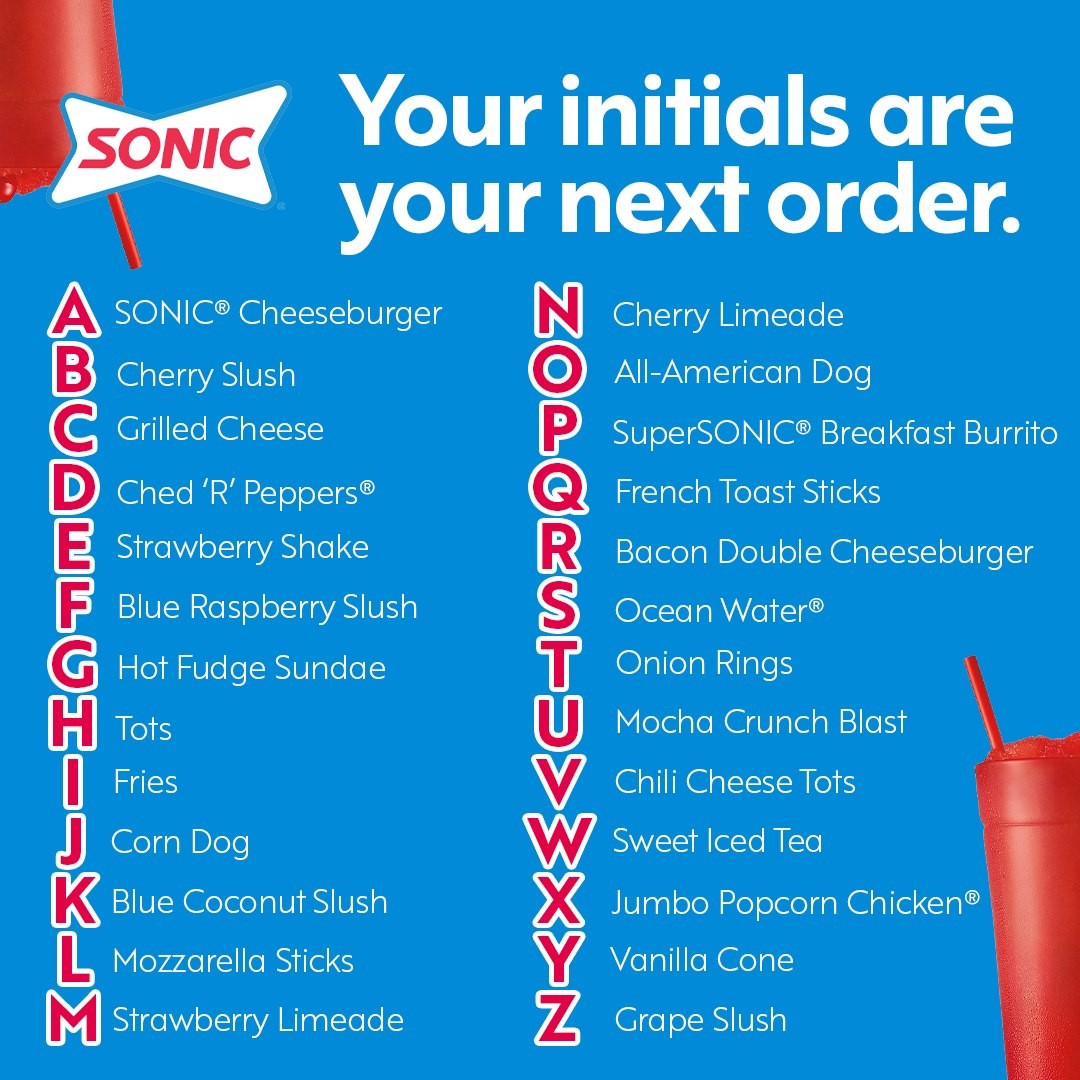 SONIC
Your initials are
your next order.
A SONIC® Cheeseburger
B Cherry Slush
C Grilled Cheese
D Ched ‘R’ Peppers®
E Strawberry Shake
F Blue Raspberry Slush
G Hot Fudge Sundae
H Tots
I Fries
J Corn Dog
K Blue Coconut Slush
L Mozzarella Sticks
M Strawberry Limeade
N Cherry Limeade
O All-American Dog
P SuperSONIC® Breakfast Burrito
Q French Toast Sticks
R Bacon Double Cheeseburger
S Ocean Water®
T Onion Rings
U Mocha Crunch Blast
V Chili Cheese Tots
W Sweet Iced Tea
X Jumbo Popcorn Chicken®
Y Vanilla Cone
Z Grape Slush